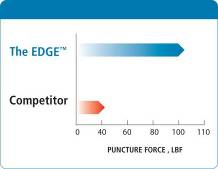 The EDGE™
Competitor
0 20 40 60 80 100 110
PUNCTURE FORCE , LBF